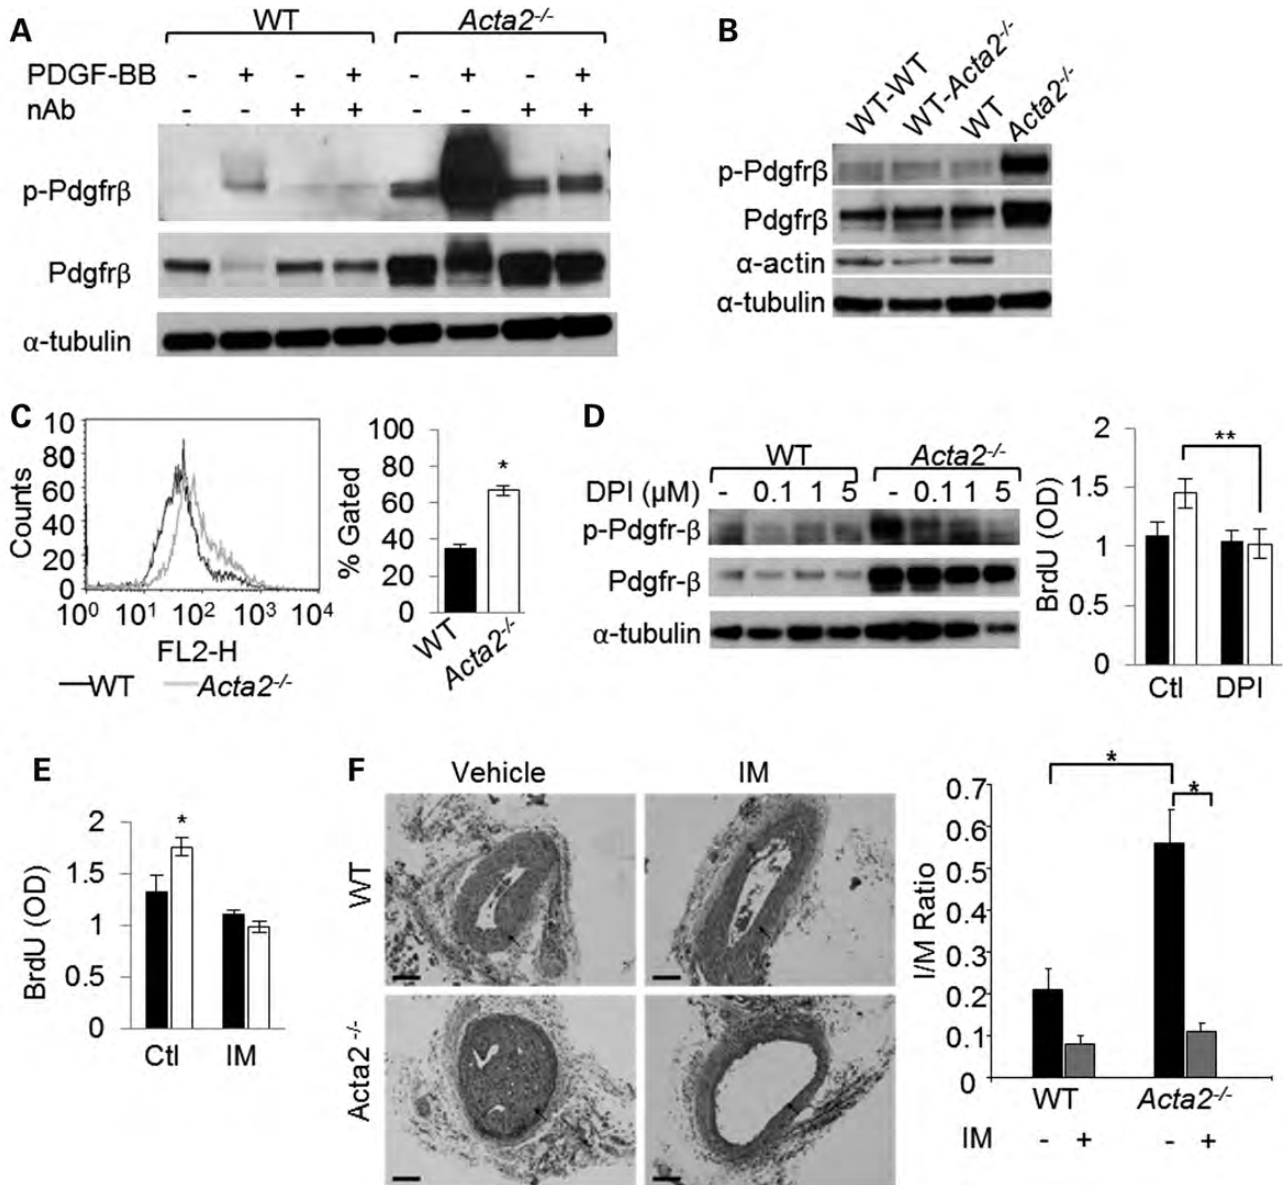 A
WT Acta2-/-
PDGF-BB - + - + - + - +
nAb - - + + - - + +
p-Pdgfrβ
Pdgfrβ
α-tubulin
B
WT-WT WT-Acta2-/- WT Acta2-/-
p-Pdgfrβ
Pdgfrβ
α-actin
α-tubulin
C
10
80
60
40
20
0
Counts
10⁰ 10¹ 10² 10³ 10⁴
FL2-H
WT Acta2-/-
100
80
60
40
20
0
% Gated
*
WT Acta2-/-
D
WT Acta2-/-
DPI (μM) - 0.1 1 5 - 0.1 1 5
p-Pdgfr-β
Pdgfr-β
α-tubulin
2
1.5
1
0.5
0
BrdU (OD)
**
Ctl DPI
E
2
1.5
1
0.5
0
BrdU (OD)
*
Ctl IM
F
Vehicle IM
WT
Acta2 -/-
0.7
0.6
0.5
0.4
0.3
0.2
0.1
0
I/M Ratio
*
*
WT Acta2-/-
IM - + - +